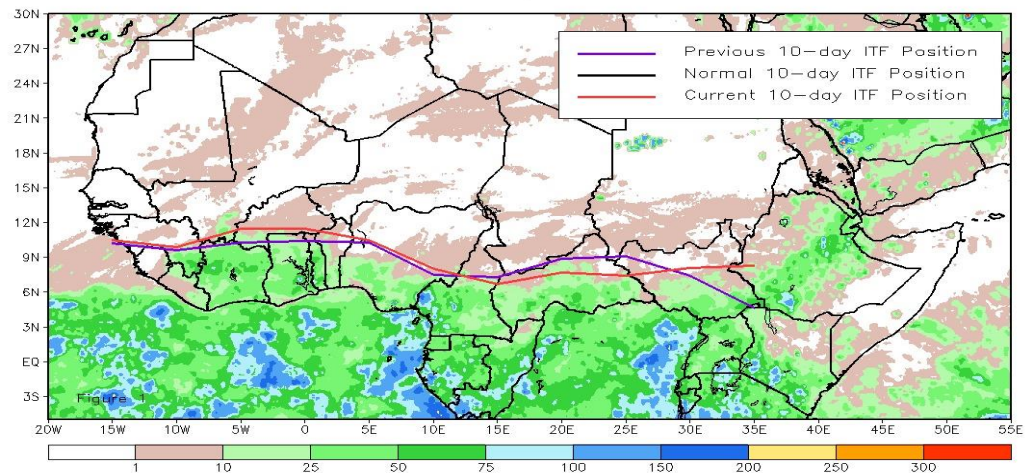 30N
27N
24N
21N
18N
15N
12N
9N
6N
3N
EQ
3S
Previous 10-day ITF Position
Normal 10-day ITF Position
Current 10-day ITF Position
Figure 1
20W 15W 10W 5W 0 5E 10E 15E 20E 25E 30E 35E 40E 45E 50E 55E
1 10 25 50 75 100 150 200 250 300